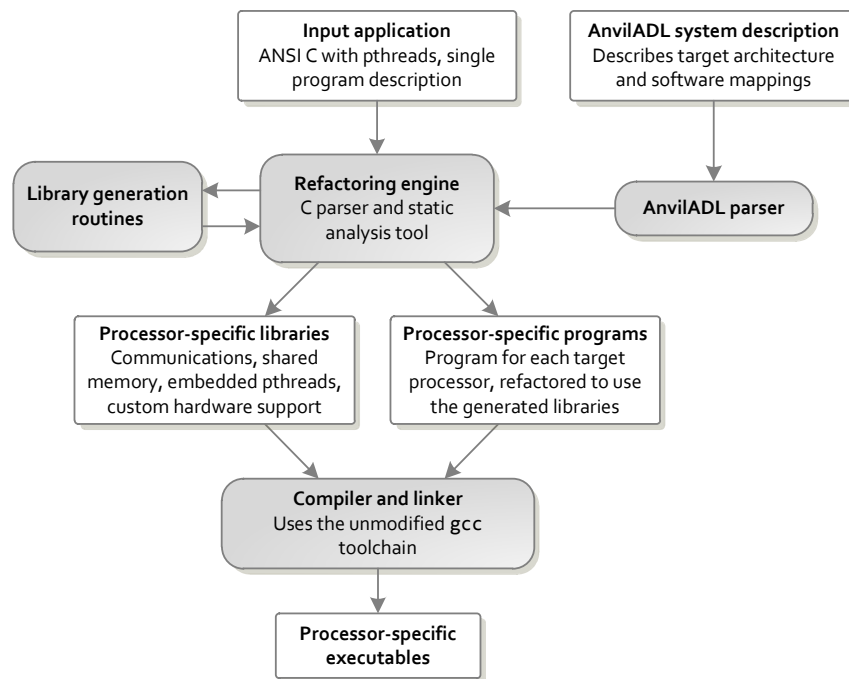 Input application
ANSI C with pthreads, single
program description
AnvilADL system description
Describes target architecture
and software mappings
Library generation
routines
Refactoring engine
C parser and static
analysis tool
AnvilADL parser
Processor-specific libraries
Communications, shared
memory, embedded pthreads,
custom hardware support
Processor-specific programs
Program for each target
processor, refactored to use
the generated libraries
Compiler and linker
Uses the unmodified gcc
toolchain
Processor-specific
executables